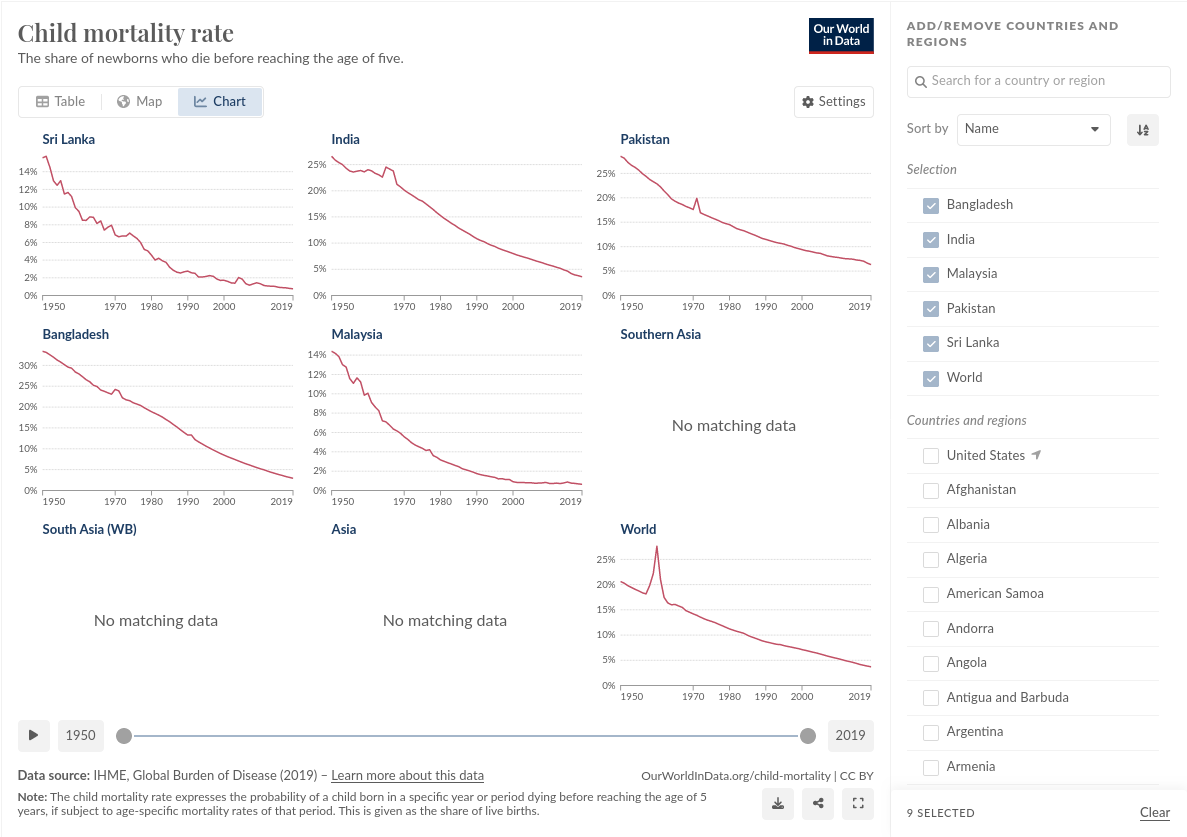 Child mortality rate
The share of newborns who die before reaching the age of five.
Our World
in Data
Table Map Chart
Settings
Sri Lanka
14%
12%
10%
8%
6%
4%
2%
0%
1950 1970 1980 1990 2000 2019
India
25%
20%
15%
10%
5%
0%
1950 1970 1980 1990 2000 2019
Pakistan
25%
20%
15%
10%
5%
0%
1950 1970 1980 1990 2000 2019
Bangladesh
30%
25%
20%
15%
10%
5%
0%
1950 1970 1980 1990 2000 2019
Malaysia
14%
12%
10%
8%
6%
4%
2%
0%
1950 1970 1980 1990 2000 2019
Southern Asia
No matching data
South Asia (WB)
No matching data
Asia
No matching data
World
25%
20%
15%
10%
5%
0%
1950 1970 1980 1990 2000 2019
1950 2019
Data source: IHME, Global Burden of Disease (2019) – Learn more about this data
OurWorldInData.org/child-mortality | CC BY
Note: The child mortality rate expresses the probability of a child born in a specific year or period dying before reaching the age of 5
years, if subject to age-specific mortality rates of that period. This is given as the share of live births.
ADD/REMOVE COUNTRIES AND
REGIONS
Search for a country or region
Sort by Name
Selection
Bangladesh
India
Malaysia
Pakistan
Sri Lanka
World
Countries and regions
United States
Afghanistan
Albania
Algeria
American Samoa
Andorra
Angola
Antigua and Barbuda
Argentina
Armenia
9 SELECTED
Clear